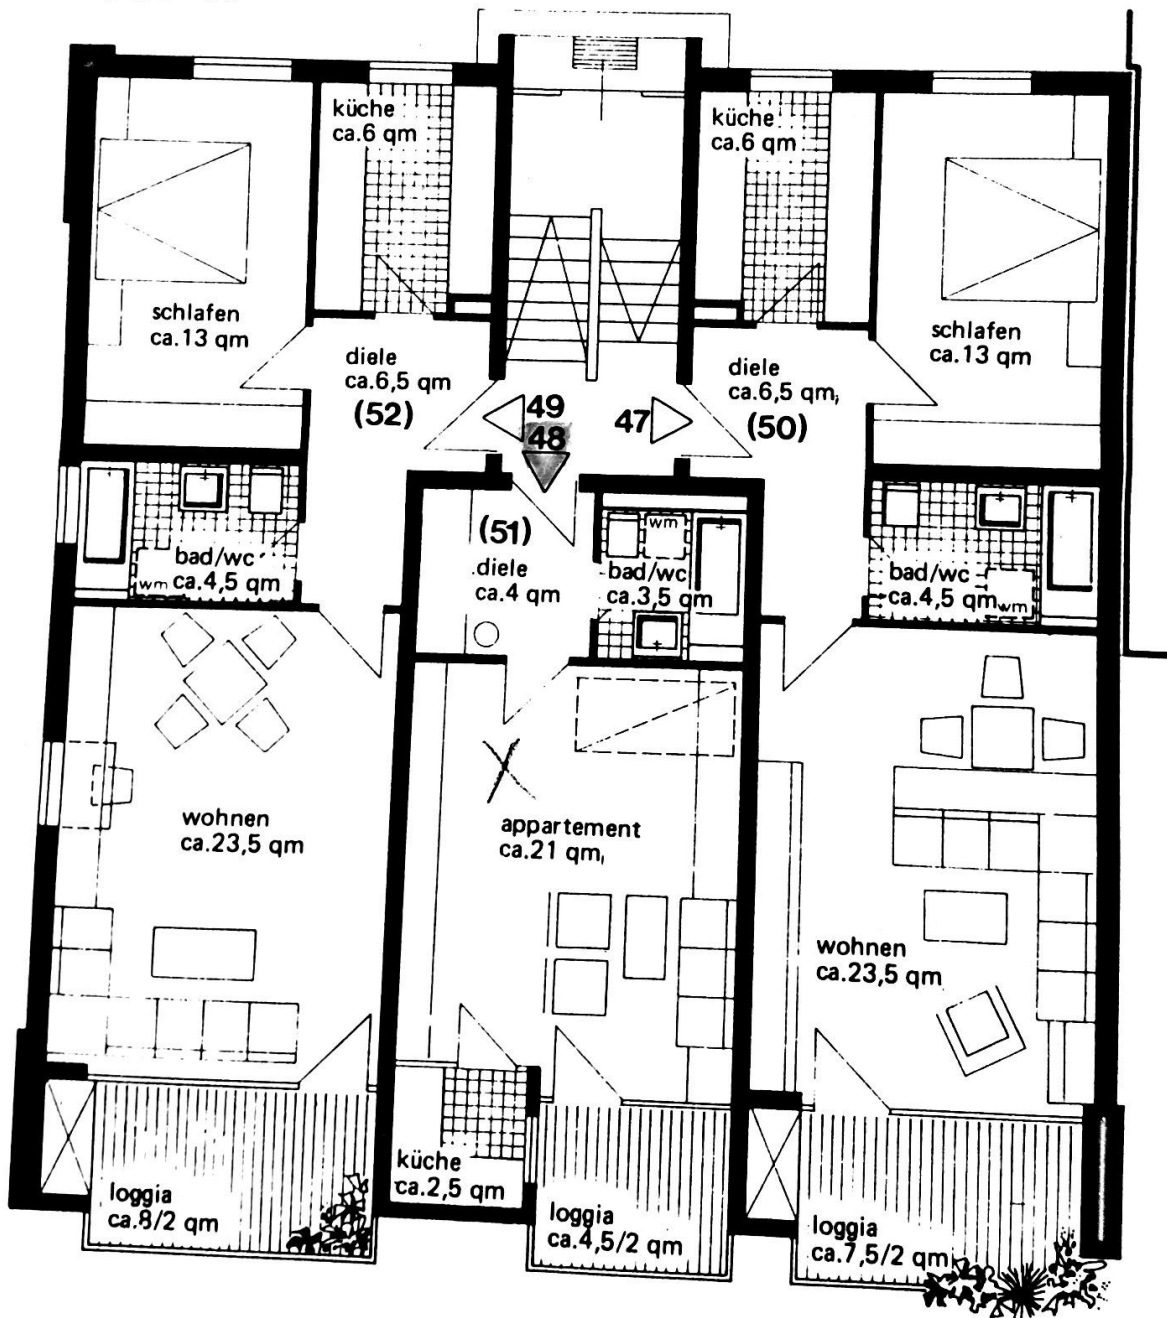 küche
ca.6 qm
küche
ca.6 qm
schlafen
ca.13 qm
schlafen
ca.13 qm
diele
ca.6,5 qm
(52)
diele
ca.6,5 qm,
(50)
49
48
47
bad/wc
ca.4,5 qm
wm
(51)
diele
ca.4 qm
wm
bad/wc
ca.3,5 qm
bad/wc
ca.4,5 qm
wm
wohnen
ca.23,5 qm
appartement
ca.21 qm,
wohnen
ca.23,5 qm
küche
ca.2,5 qm
loggia
ca.8/2 qm
loggia
ca.4,5/2 qm
loggia
ca.7,5/2 qm